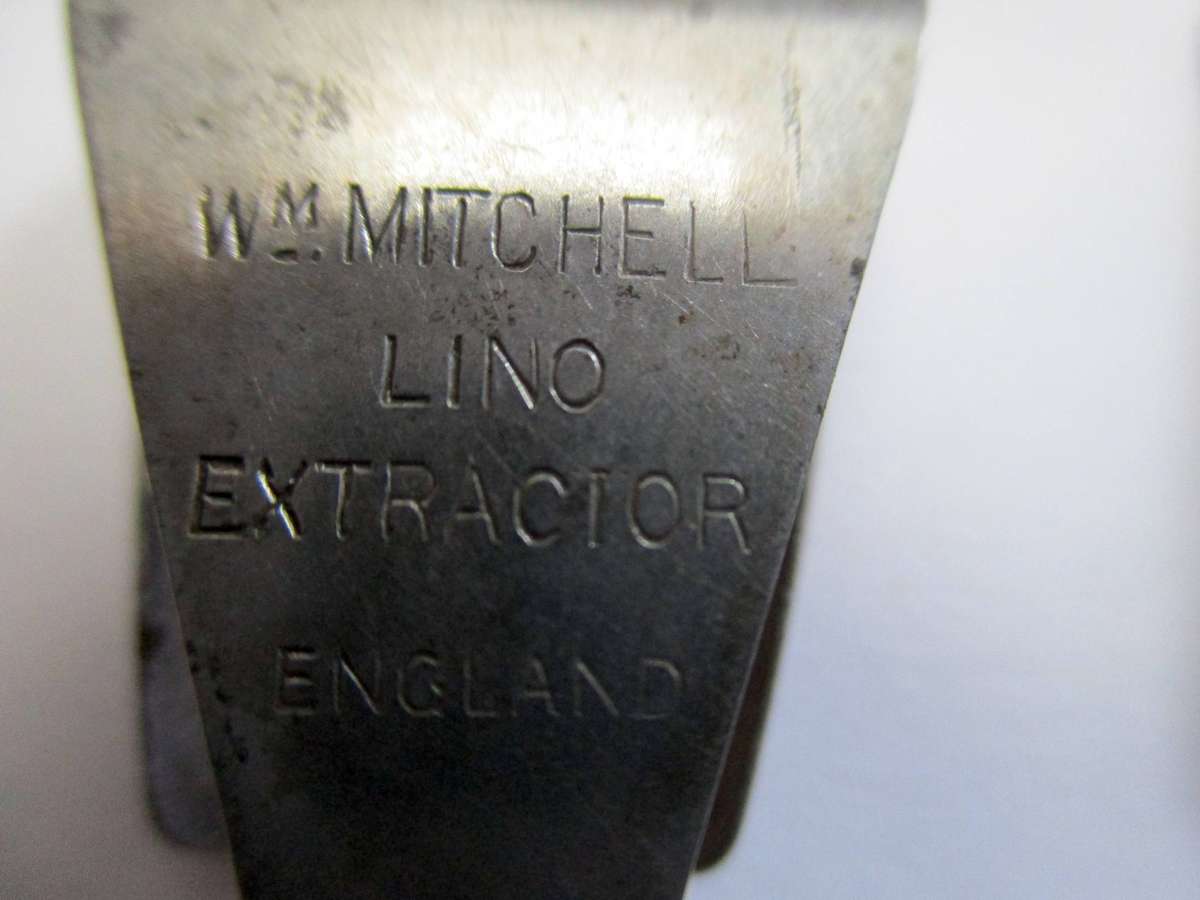 Wᴹ. MITCHELL
LINO
EXTRACTOR
ENGLAND